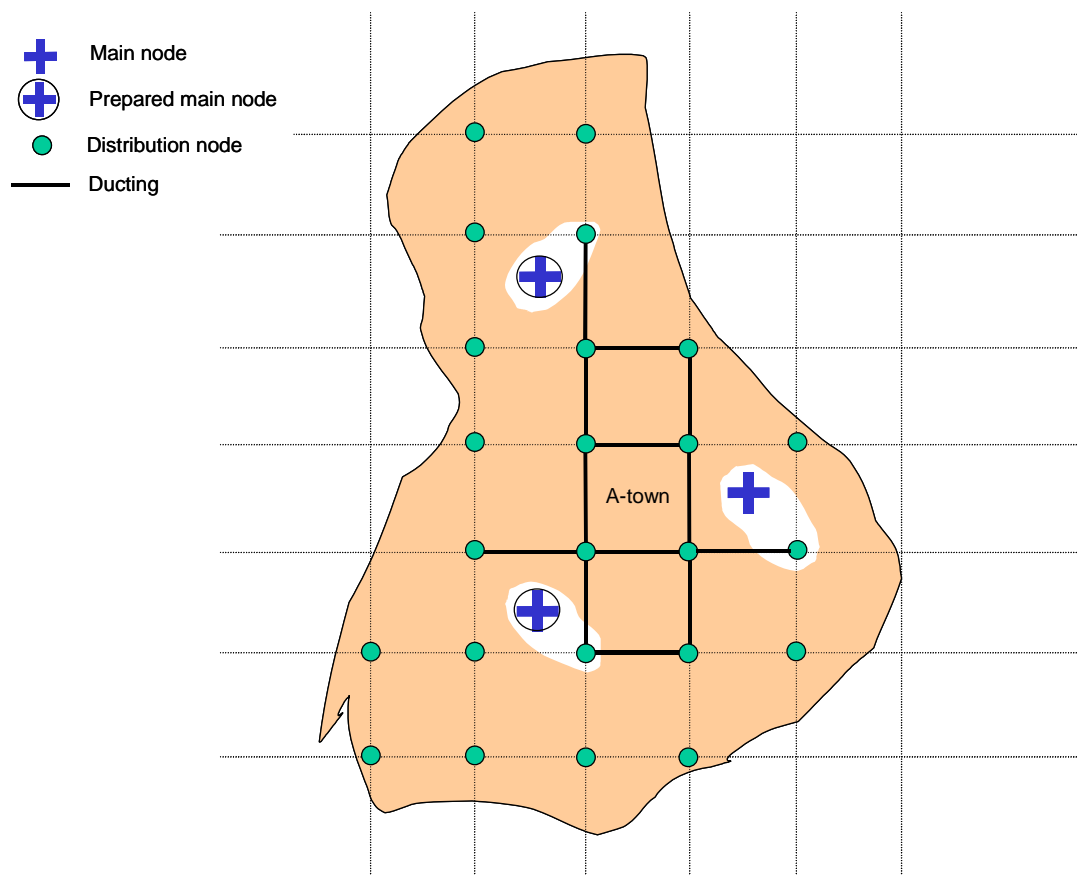 Main node
Prepared main node
Distribution node
Ducting
A-town